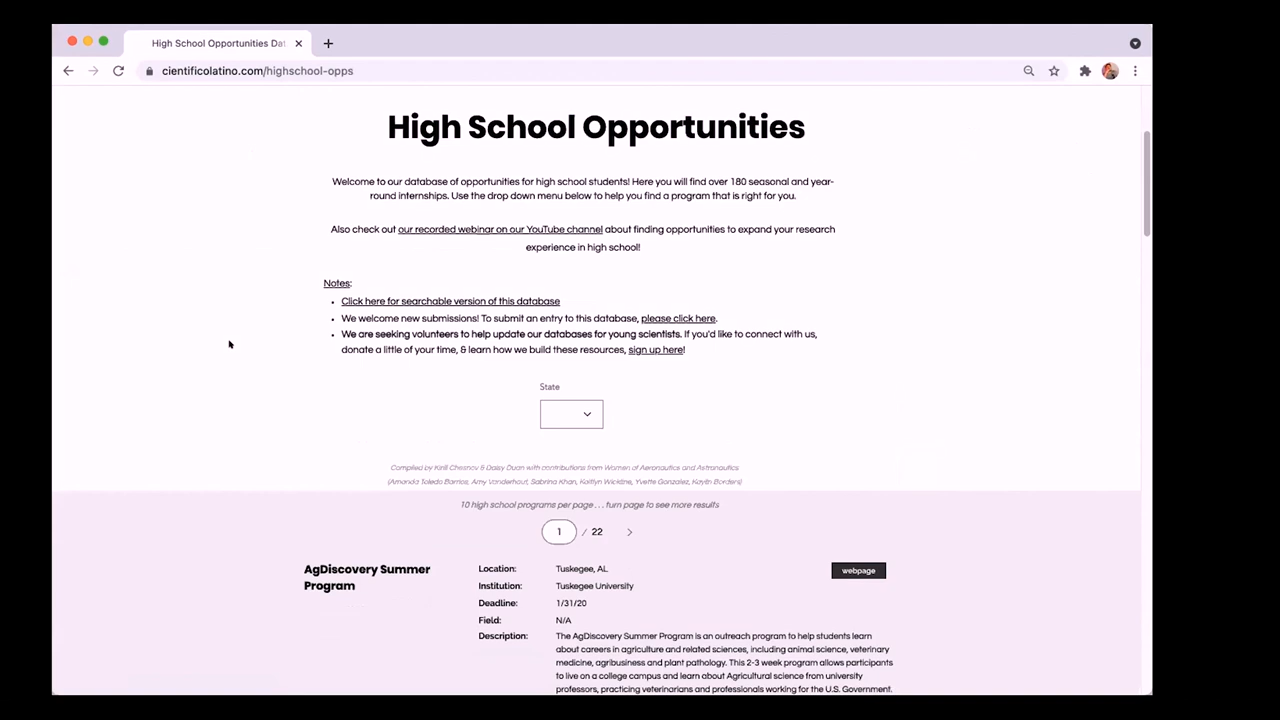 High School Opportunities Dat
cientificolatino.com/highschool-opps
High School Opportunities
Welcome to our database of opportunities for high school students! Here you will find over 180 seasonal and year-
round internships. Use the drop down menu below to help you find a program that is right for you.
Also check out our recorded webinar on our YouTube channel about finding opportunities to expand your research
experience in high school!
Notes:
• Click here for searchable version of this database
• We welcome new submissions! To submit an entry to this database, please click here.
• We are seeking volunteers to help update our databases for young scientists. If you'd like to connect with us,
donate a little of your time, & learn how we build these resources, sign up here!
State
Compiled by Kirill Chesnov & Daisy Duan with contributions from Women of Aeronautics and Astronautics
(Amanda Toledo Barrios, Amy Vanderhout, Sabrina Khan, Kaitlyn Wickline, Yvette Gonzalez, Kaylin Borders)
10 high school programs per page . . . turn page to see more results
1 / 22
AgDiscovery Summer
Program
Location: Tuskegee, AL
webpage
Institution: Tuskegee University
Deadline: 1/31/20
Field: N/A
Description: The AgDiscovery Summer Program is an outreach program to help students learn
about careers in agriculture and related sciences, including animal science, veterinary
medicine, agribusiness and plant pathology. This 2-3 week program allows participants
to live on a college campus and learn about Agricultural science from university
professors, practicing veterinarians and professionals working for the U.S. Government.